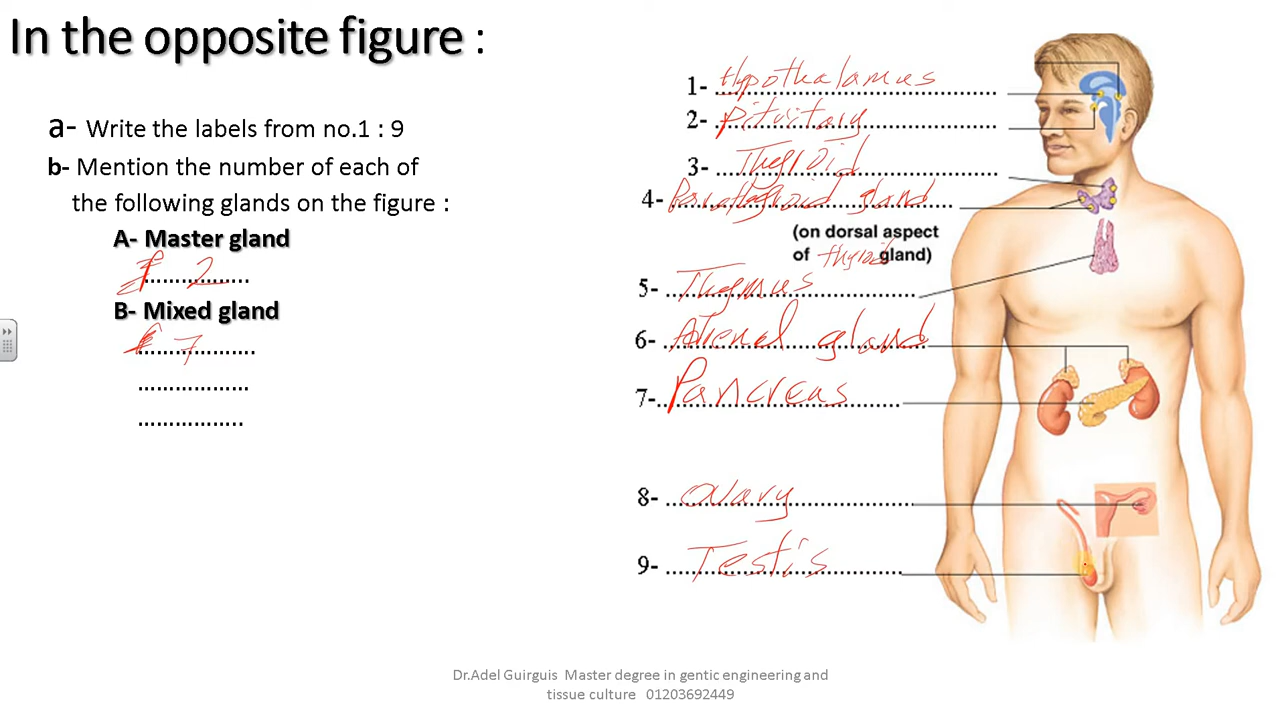 In the opposite figure :
a- Write the labels from no.1 : 9
b- Mention the number of each of
the following glands on the figure :
A- Master gland
2
B- Mixed gland
7
1- Hypothalamus
2- Pituitary
3- Thyroid
4- Parathyroid gland
(on dorsal aspect
of thyroid gland)
5- Thymus
6- Adrenal gland
7- Pancreas
8- Ovary
9- Testis
Dr.Adel Guirguis Master degree in gentic engineering and
tissue culture 01203692449